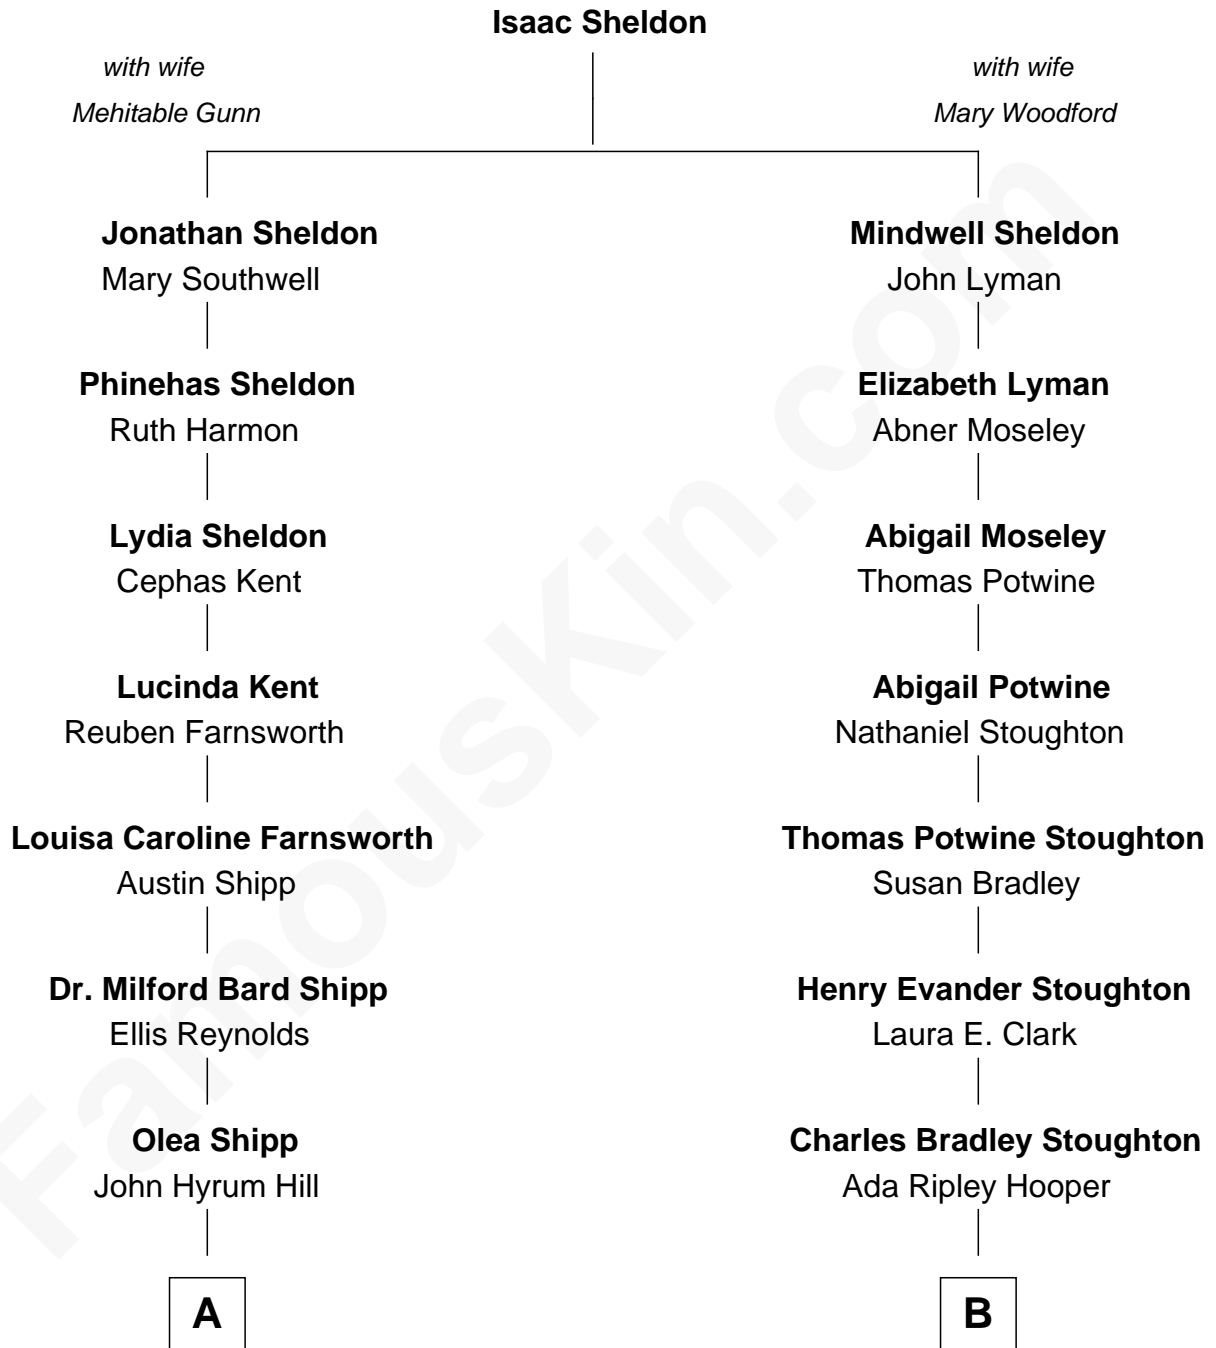 Isaac Sheldon
with wife
Mehitable Gunn
with wife
Mary Woodford
Jonathan Sheldon
Mary Southwell
Mindwell Sheldon
John Lyman
Phinehas Sheldon
Ruth Harmon
Elizabeth Lyman
Abner Moseley
Lydia Sheldon
Cephas Kent
Abigail Moseley
Thomas Potwine
Lucinda Kent
Reuben Farnsworth
Abigail Potwine
Nathaniel Stoughton
Louisa Caroline Farnsworth
Austin Shipp
Thomas Potwine Stoughton
Susan Bradley
Dr. Milford Bard Shipp
Ellis Reynolds
Henry Evander Stoughton
Laura E. Clark
Olea Shipp
John Hyrum Hill
Charles Bradley Stoughton
Ada Ripley Hooper
A
B
FamousKin.com